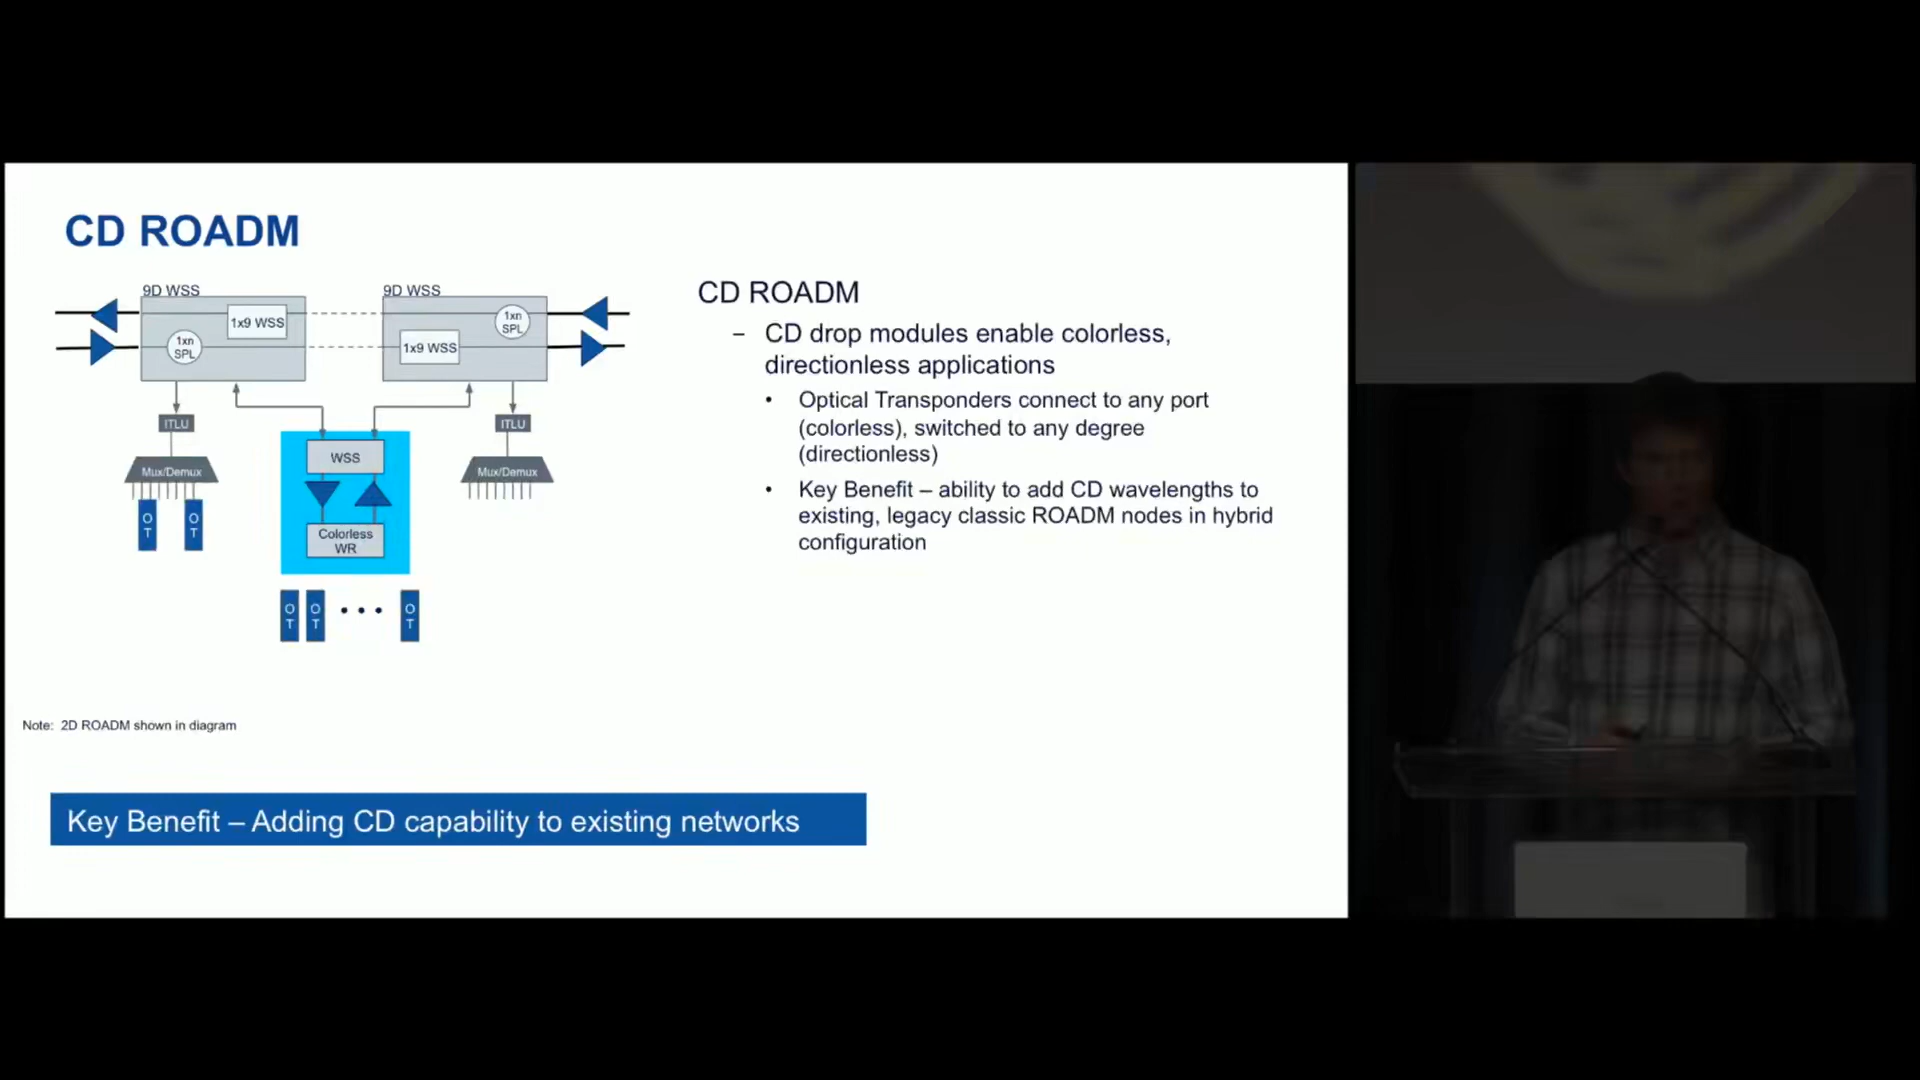 CD ROADM
9D WSS
9D WSS
1x9 WSS
1xn
SPL
1xn
SPL
1x9 WSS
ITLU
ITLU
Mux/Demux
Mux/Demux
WSS
Colorless
WR
O
T
O
T
O
T
O
T
• • •
O
T
Note: 2D ROADM shown in diagram
CD ROADM
– CD drop modules enable colorless,
directionless applications
• Optical Transponders connect to any port
(colorless), switched to any degree
(directionless)
• Key Benefit – ability to add CD wavelengths to
existing, legacy classic ROADM nodes in hybrid
configuration
Key Benefit – Adding CD capability to existing networks